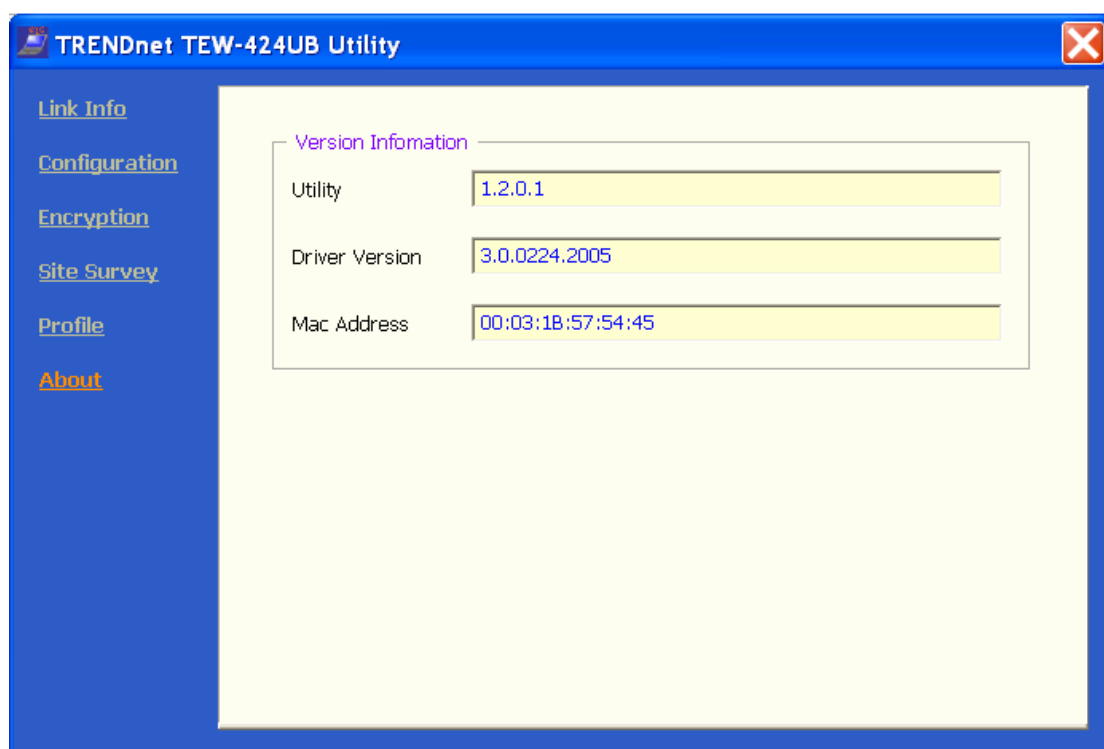 TRENDnet TEW-424UB Utility
Link Info
Configuration
Encryption
Site Survey
Profile
About
Version Infomation
Utility 1.2.0.1
Driver Version 3.0.0224.2005
Mac Address 00:03:1B:57:54:45